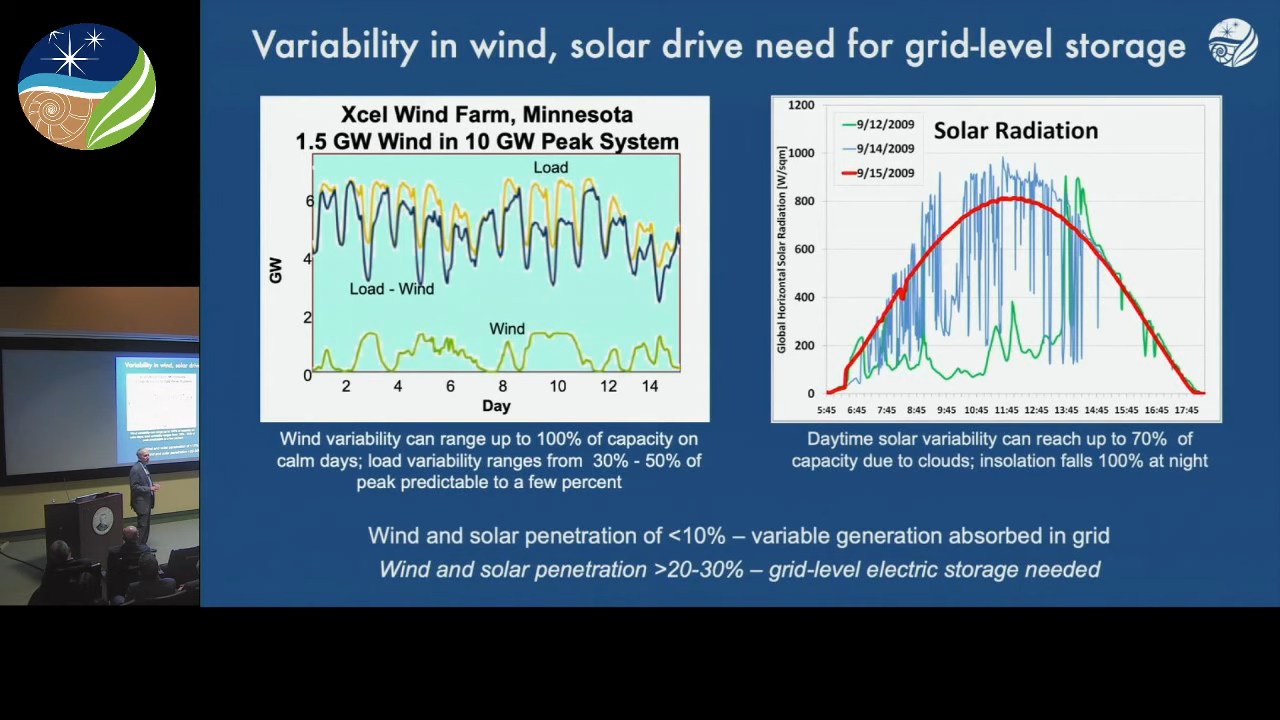 Variability in wind, solar drive need for grid-level storage
Xcel Wind Farm, Minnesota
1.5 GW Wind in 10 GW Peak System
Load
6
4
GW
Load - Wind
2
Wind
0
2 4 6 8 10 12 14
Day
Wind variability can range up to 100% of capacity on
calm days; load variability ranges from 30% - 50% of
peak predictable to a few percent
1200
9/12/2009
Solar Radiation
9/14/2009
1000
9/15/2009
800
600
400
200
0
Global Horizontal Solar Radiation [W/sqm]
5:45 6:45 7:45 8:45 9:45 10:45 11:45 12:45 13:45 14:45 15:45 16:45 17:45
Daytime solar variability can reach up to 70% of
capacity due to clouds; insolation falls 100% at night
Wind and solar penetration of <10% – variable generation absorbed in grid
Wind and solar penetration >20-30% – grid-level electric storage needed
Variability in wind, solar drive